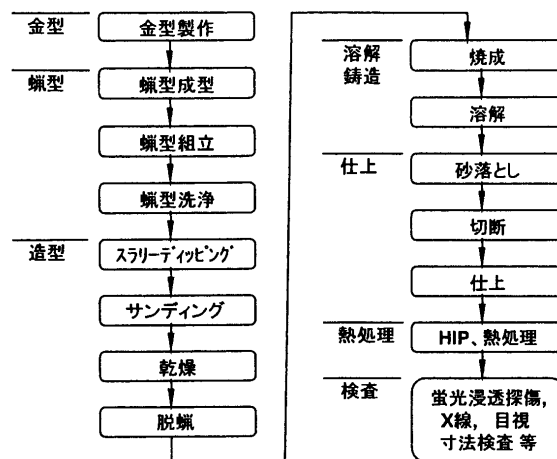 金型
金型製作
蝋型
蝋型成型
蝋型組立
蝋型洗浄
造型
スラリーディッピング
サンディング
乾燥
脱蝋
溶解
鋳造
焼成
溶解
仕上
砂落とし
切断
仕上
熱処理
HIP、熱処理
検査
蛍光浸透探傷,
X線, 目視
寸法検査 等